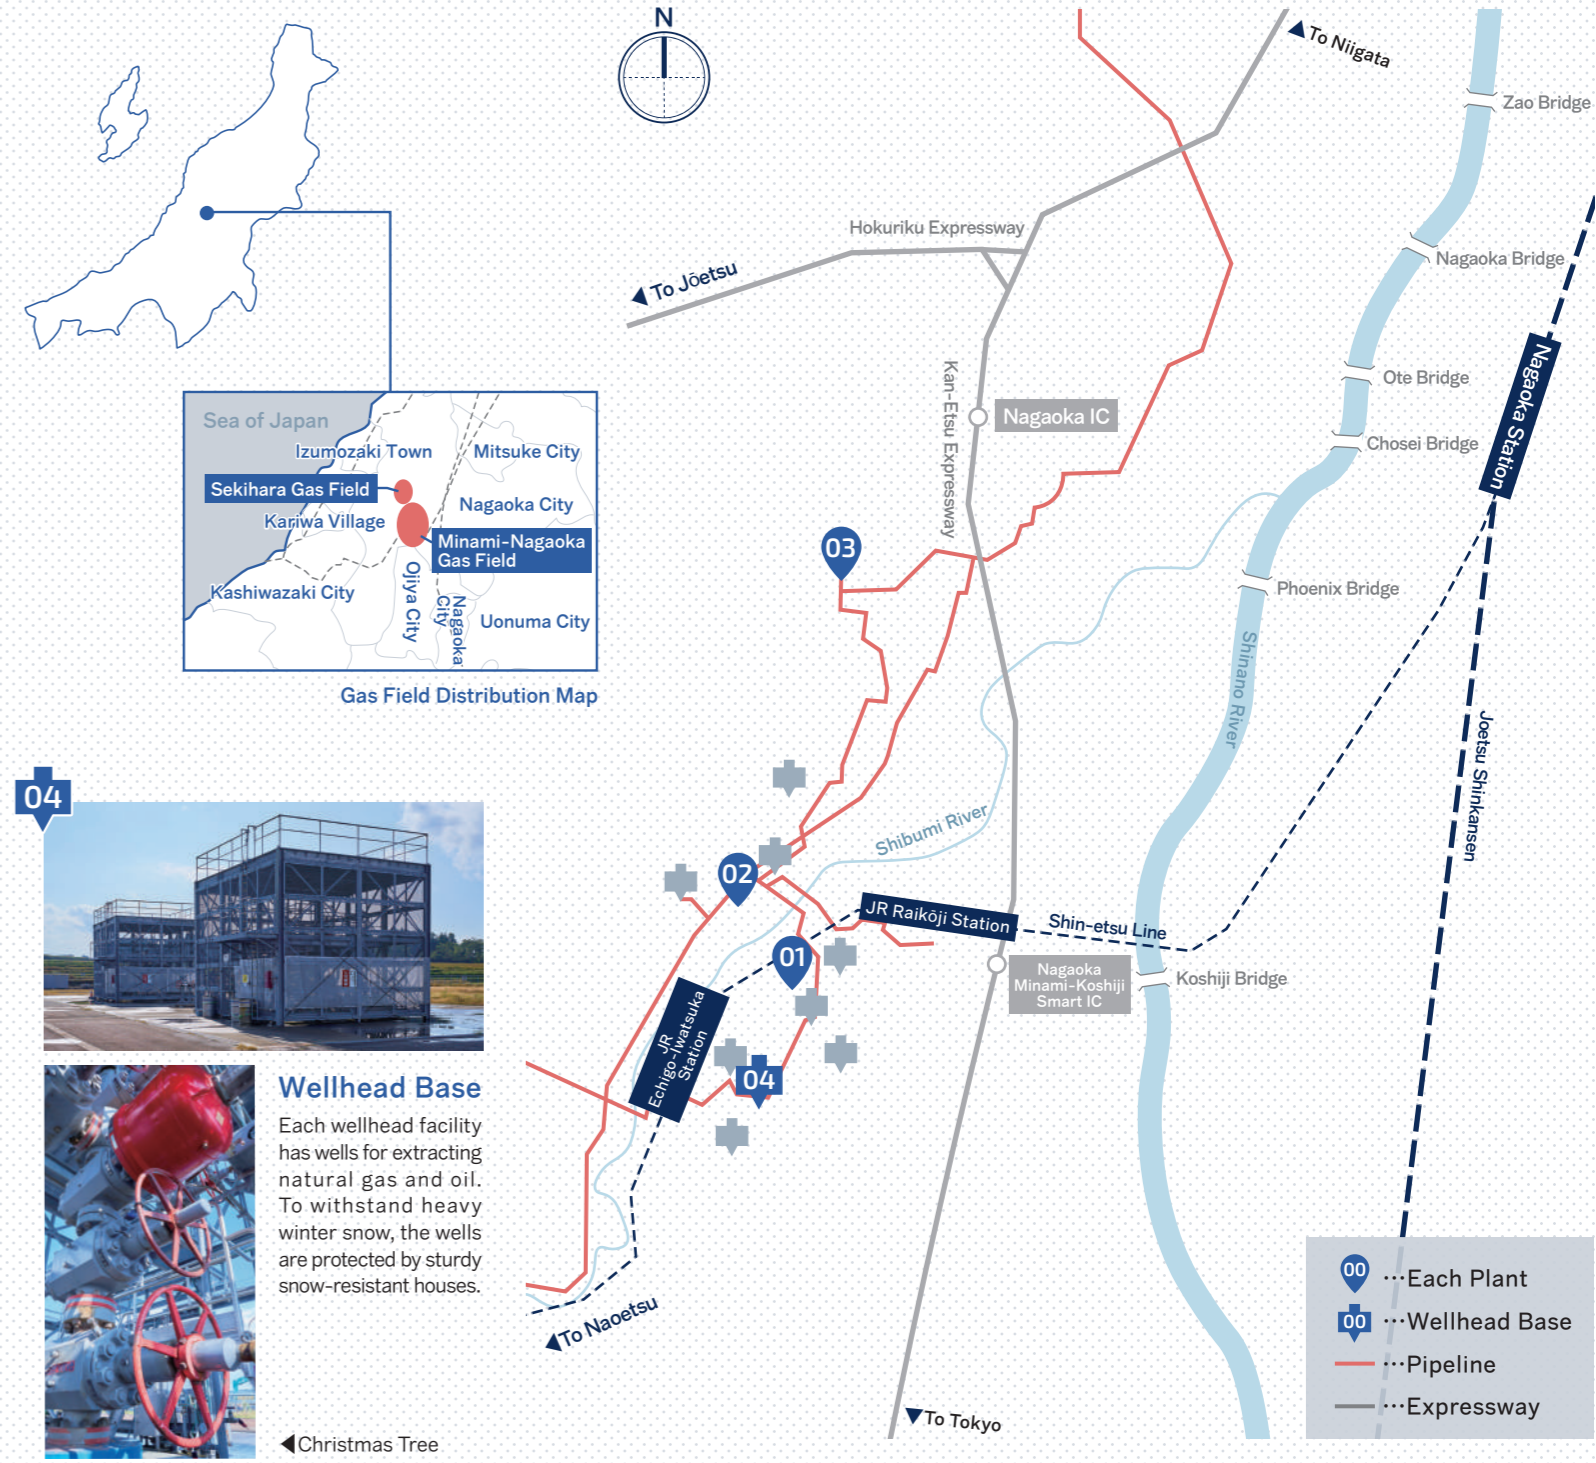 N
To Niigata
Zao Bridge
Hokuriku Expressway
Nagaoka Bridge
To Jōetsu
Nagaoka Station
Ote Bridge
Kan-Etsu Expressway
Nagaoka IC
Chosei Bridge
Sea of Japan
Izumozaki Town
Mitsuke City
Sekihara Gas Field
Nagaoka City
Kariwa Village
Minami-Nagaoka
Gas Field
Kashiwazaki City
Ojiya City
Nagaoka
City
Uonuma City
Gas Field Distribution Map
03
Phoenix Bridge
Shinano River
Joetsu Shinkansen
04
Shibumi River
02
JR Raikōji Station
Shin-etsu Line
01
Nagaoka
Minami-Koshiji
Smart IC
Koshiji Bridge
JR
Echigo-Iwatsuka
Station
04
Wellhead Base
Each wellhead facility
has wells for extracting
natural gas and oil.
To withstand heavy
winter snow, the wells
are protected by sturdy
snow-resistant houses.
To Naoetsu
To Tokyo
◀Christmas Tree
00 …Each Plant
00 …Wellhead Base
…Pipeline
…Expressway